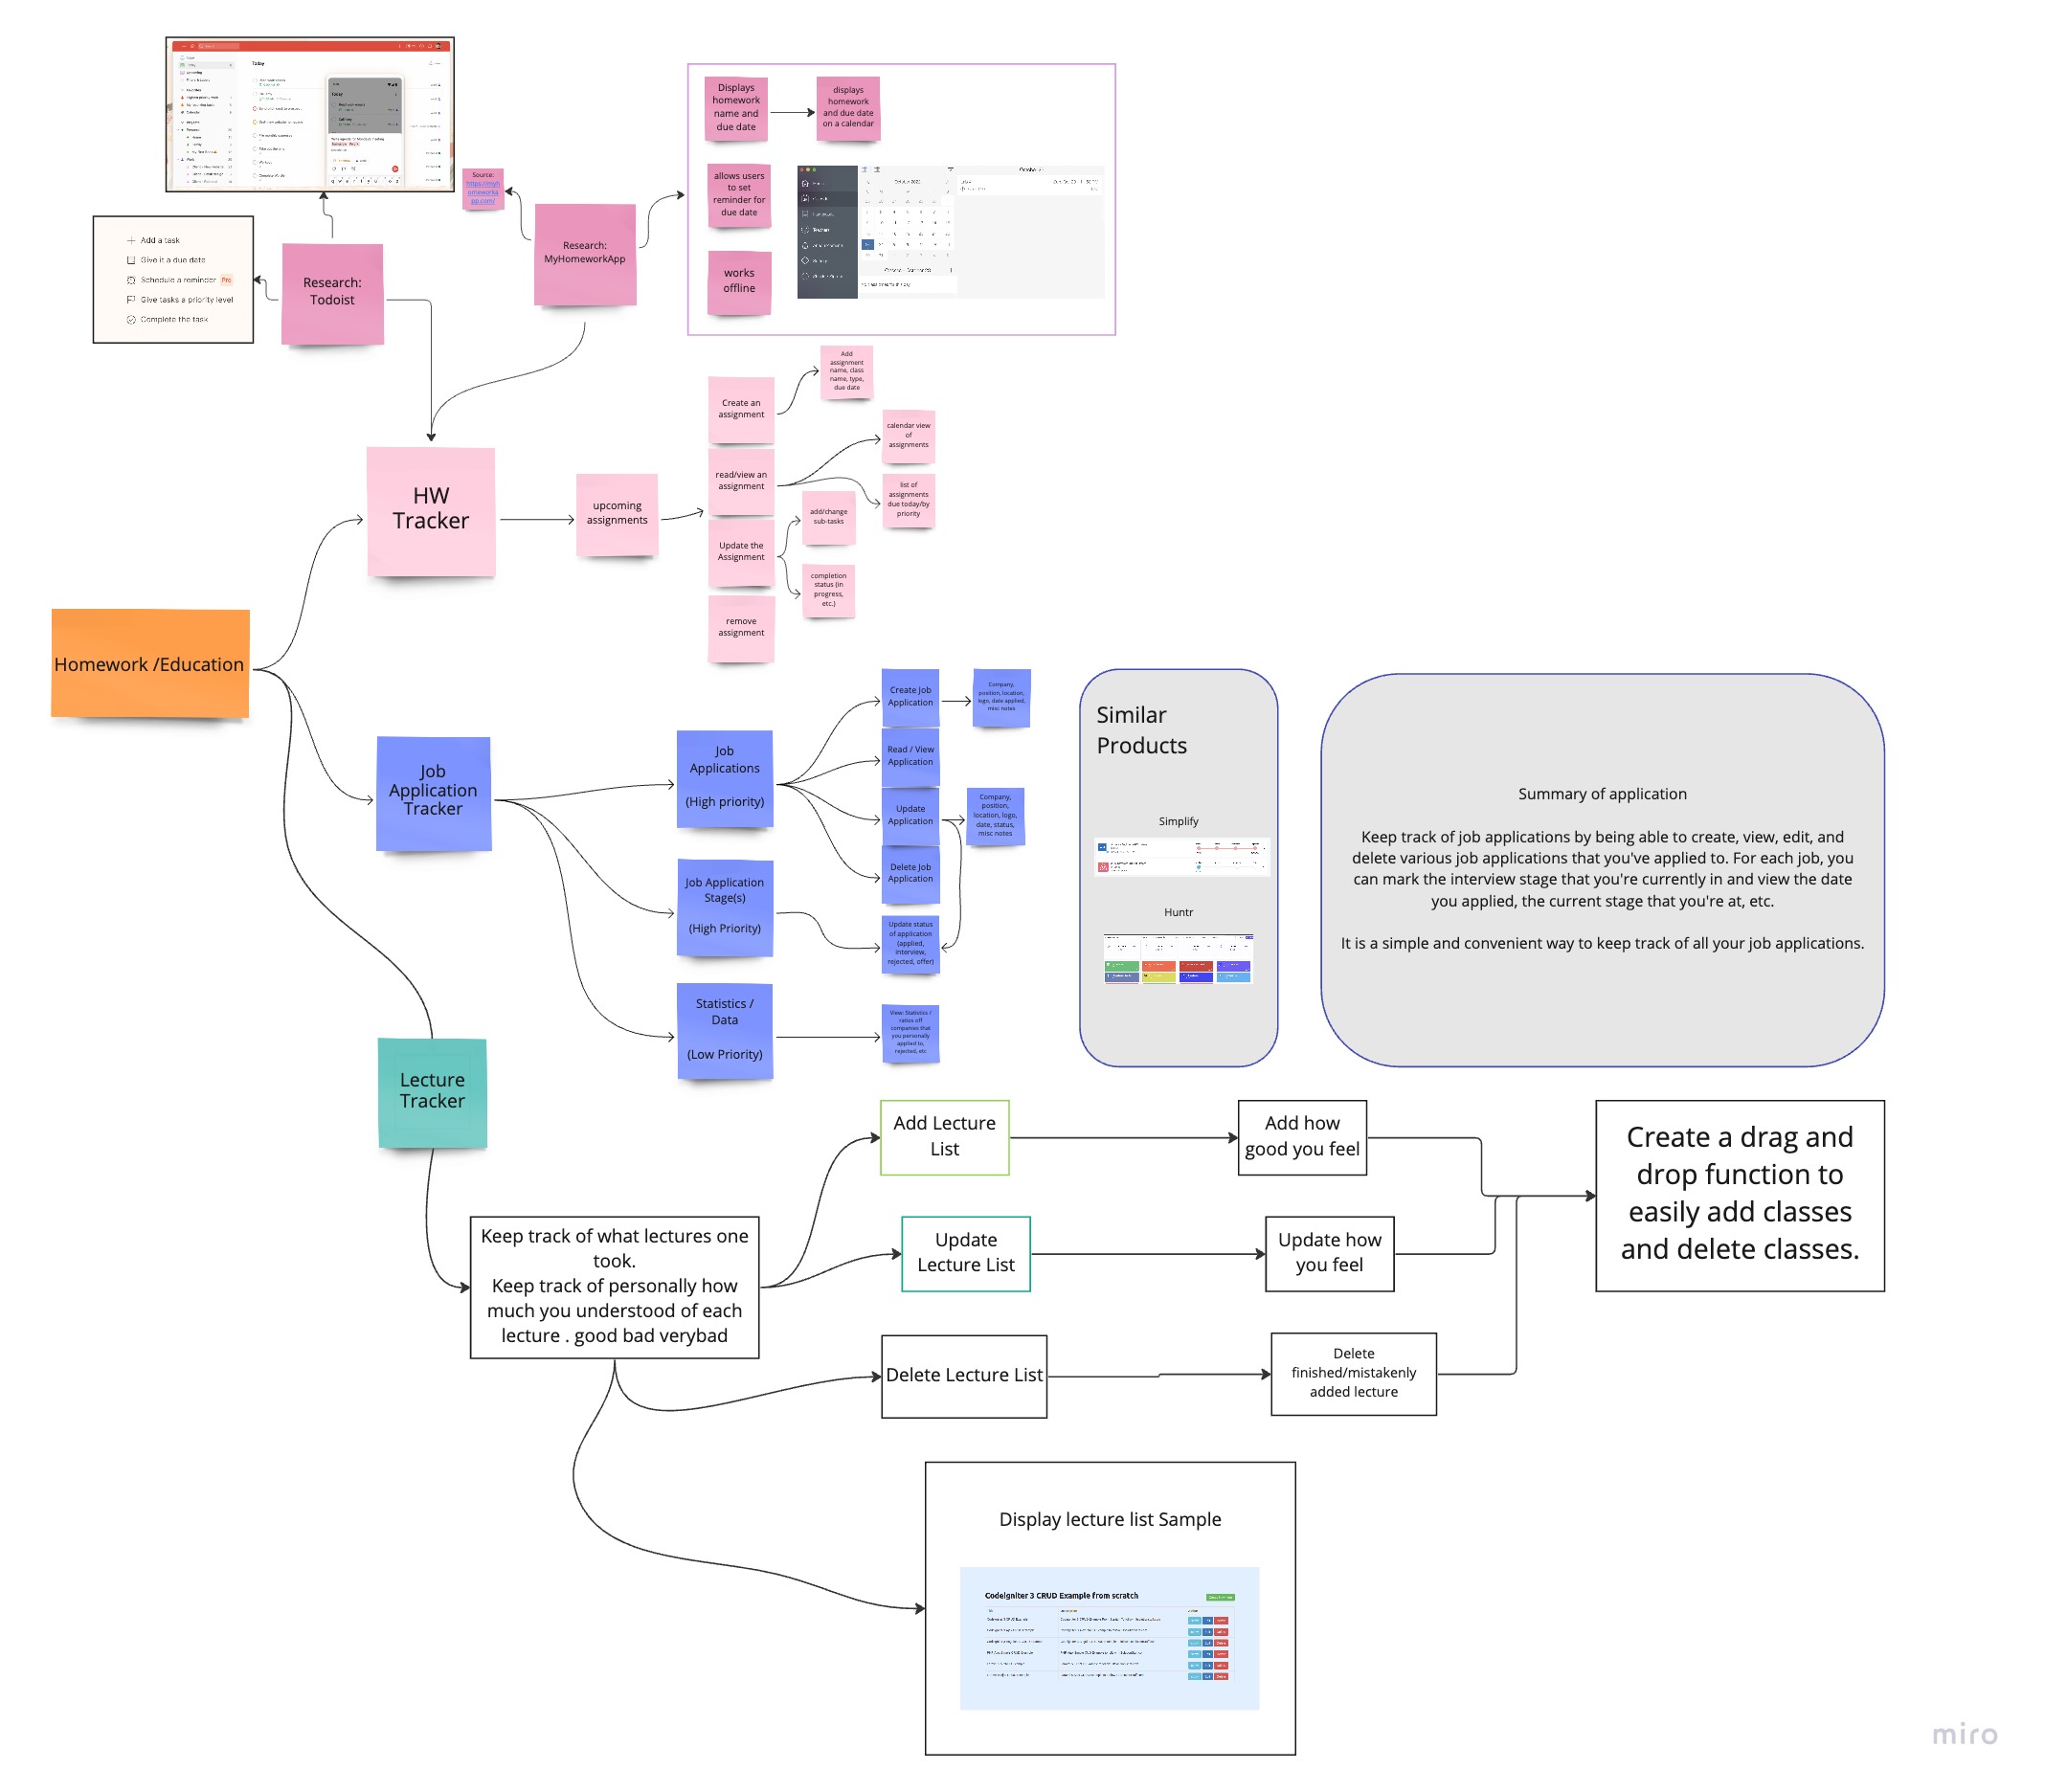 Today
Today
Add a task
Give it a due date
Schedule a reminder Pro
Give tasks a priority level
Complete the task
Research:
Todoist
Source:
https://myh
omeworka
pp.com/
Research:
MyHomeworkApp
Displays
homework
name and
due date
displays
homework
and due date
on a calendar
allows users
to set
reminder for
due date
works
offline
HW
Tracker
upcoming
assignments
Create an
assignment
Add
assignment
name, class
name, type,
due date
read/view an
assignment
calendar view
of
assignments
list of
assignments
due today/by
priority
Update the
Assignment
add/change
sub-tasks
completion
status (in
progress,
etc.)
remove
assignment
Homework /Education
Job
Application
Tracker
Job
Applications
(High priority)
Create Job
Application
Company,
position, location,
logo, date applied,
misc notes
Read / View
Application
Update
Application
Company,
position,
location, logo,
date, status,
misc notes
Delete Job
Application
Job Application
Stage(s)
(High Priority)
Update status
of application
(applied,
interview,
rejected, offer)
Statistics /
Data
(Low Priority)
View: Statistics /
ratios off
companies that
you personally
applied to,
rejected, etc
Similar
Products
Simplify
Huntr
Summary of application
Keep track of job applications by being able to create, view, edit, and
delete various job applications that you've applied to. For each job, you
can mark the interview stage that you're currently in and view the date
you applied, the current stage that you're at, etc.
It is a simple and convenient way to keep track of all your job applications.
Lecture
Tracker
Keep track of what lectures one
took.
Keep track of personally how
much you understood of each
lecture . good bad verybad
Add Lecture
List
Add how
good you feel
Update
Lecture List
Update how
you feel
Delete Lecture List
Delete
finished/mistakenly
added lecture
Create a drag and
drop function to
easily add classes
and delete classes.
Display lecture list Sample
CodeIgniter 3 CRUD Example from scratch
miro